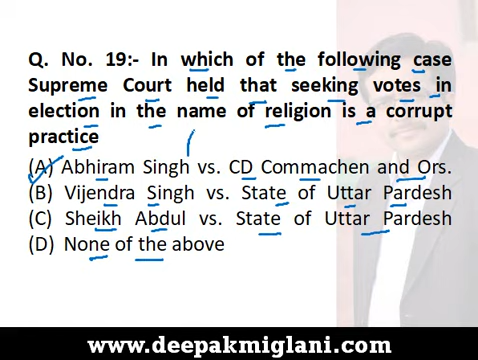 Q. No. 19:- In which of the following case
Supreme Court held that seeking votes in
election in the name of religion is a corrupt
practice
(A) Abhiram Singh vs. CD Commachen and Ors.
(B) Vijendra Singh vs. State of Uttar Pardesh
(C) Sheikh Abdul vs. State of Uttar Pardesh
(D) None of the above
www.deepakmiglani.com